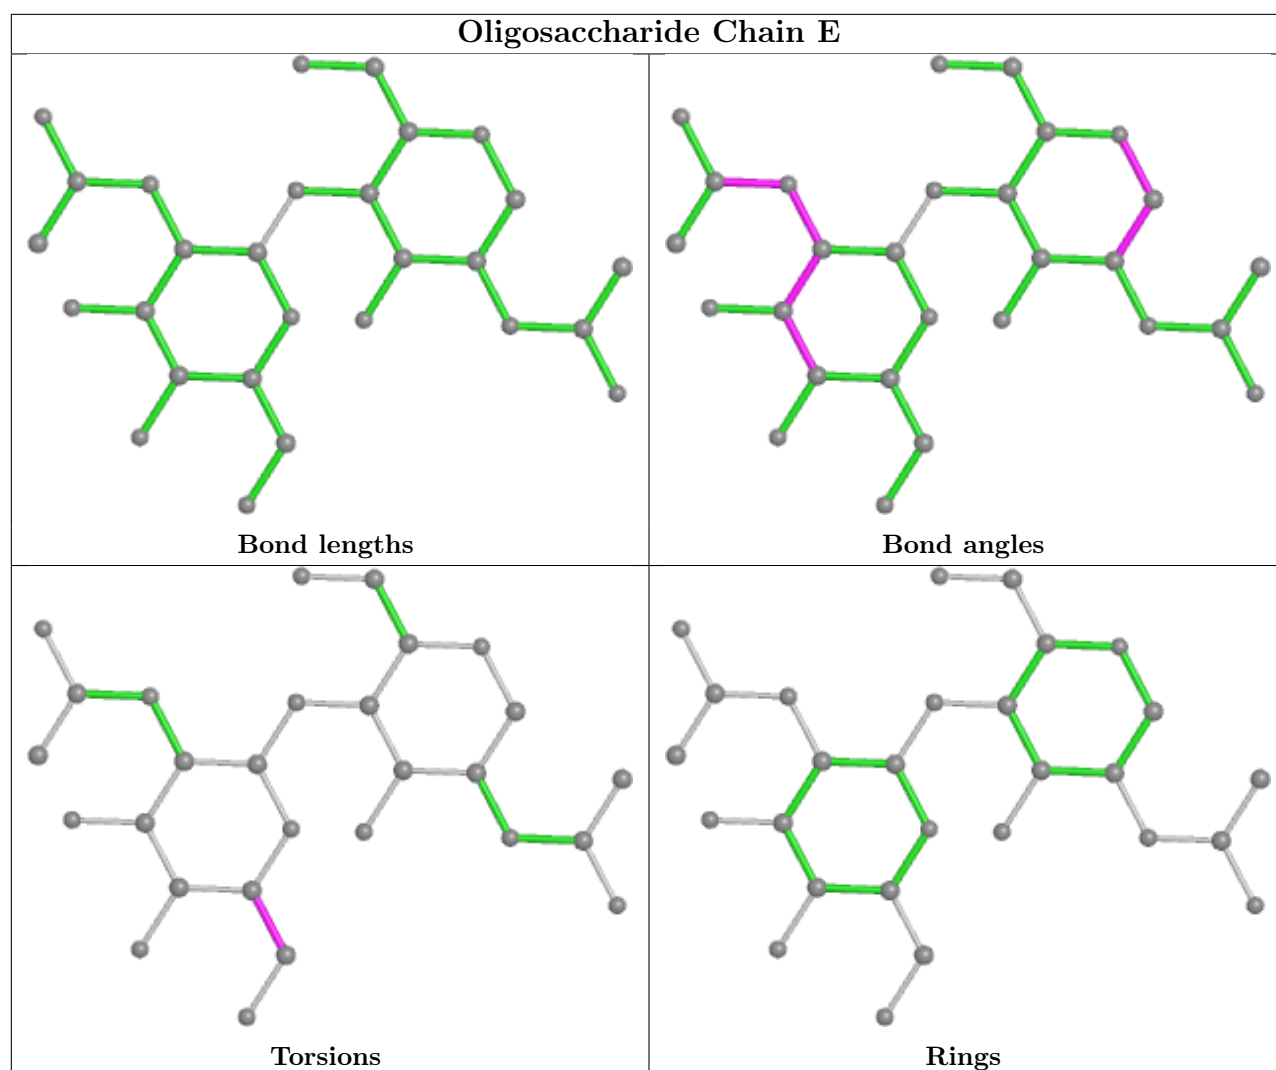 Oligosaccharide Chain E
Bond lengths
Bond angles
Torsions
Rings